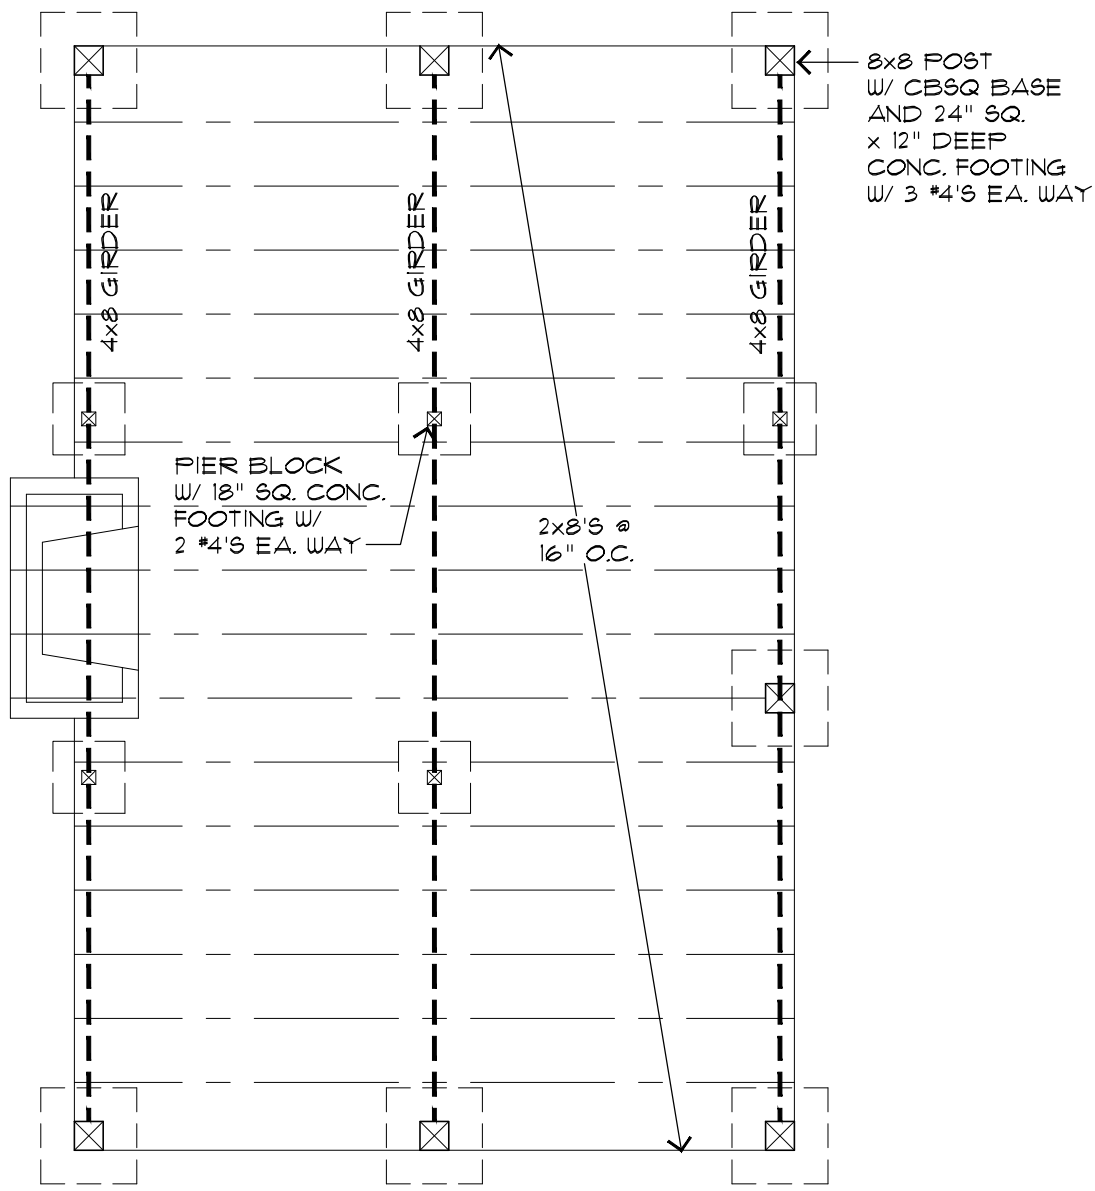 8x8 POST
W/ CBSQ BASE
AND 24" SQ.
x 12" DEEP
CONC. FOOTING
W/ 3 #4'S EA. WAY
4x8 GIRDER
4x8 GIRDER
4x8 GIRDER
PIER BLOCK
W/ 18" SQ. CONC.
FOOTING W/
2 #4'S EA. WAY
2x8'S @
16" O.C.